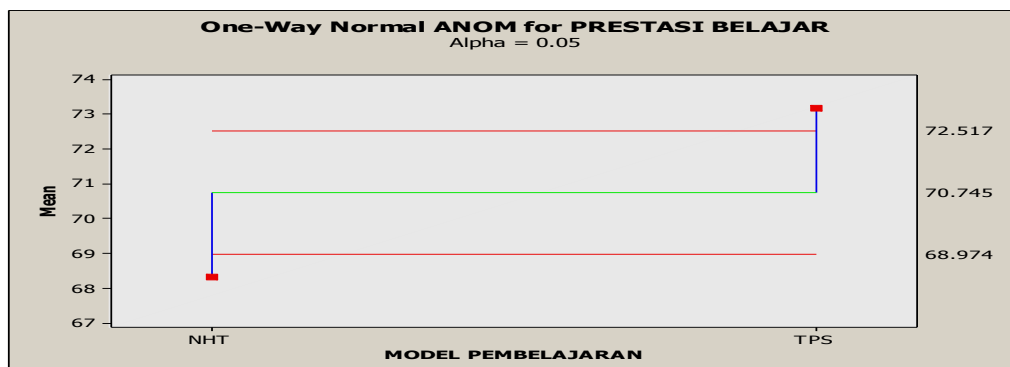 One-Way Normal ANOM for PRESTASI BELAJAR
Alpha = 0.05
74
73
72
71
70
69
68
67
Mean
72.517
70.745
68.974
NHT
TPS
MODEL PEMBELAJARAN